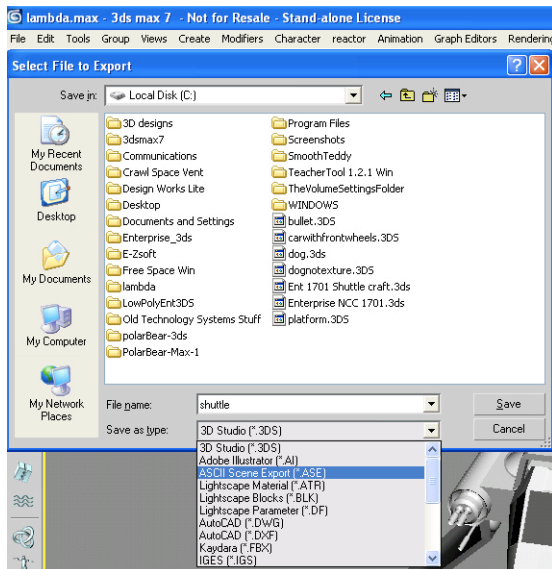 lambda.max - 3ds max 7 - Not for Resale - Stand-alone License
File Edit Tools Group Views Create Modifiers Character reactor Animation Graph Editors Rendering
Select File to Export
Save in: Local Disk (C:)
My Recent Documents
Desktop
My Documents
My Computer
My Network Places
3D designs
3dsmax7
Communications
Crawl Space Vent
Design Works Lite
Desktop
Documents and Settings
Enterprise_3ds
E-Zsoft
Free Space Win
lambda
LowPolyEnt3DS
Old Technology Systems Stuff
polarBear-3ds
PolarBear-Max-1
Program Files
Screenshots
SmoothTeddy
TeacherTool 1.2.1 Win
TheVolumeSettingsFolder
WINDOWS
bullet.3DS
carwithfrontwheels.3DS
dog.3ds
dognotexture.3DS
Ent 1701 Shuttle craft.3ds
Enterprise NCC 1701.3ds
platform.3DS
File name: shuttle Save
Save as type: 3D Studio (*.3DS) Cancel
3D Studio (*.3DS)
Adobe Illustrator (*.AI)
ASCII Scene Export (*.ASE)
Lightscape Material (*.ATR)
Lightscape Blocks (*.BLK)
Lightscape Parameter (*.DF)
AutoCAD (*.DWG)
AutoCAD (*.DXF)
Kaydara (*.FBX)
IGES (*.IGS)